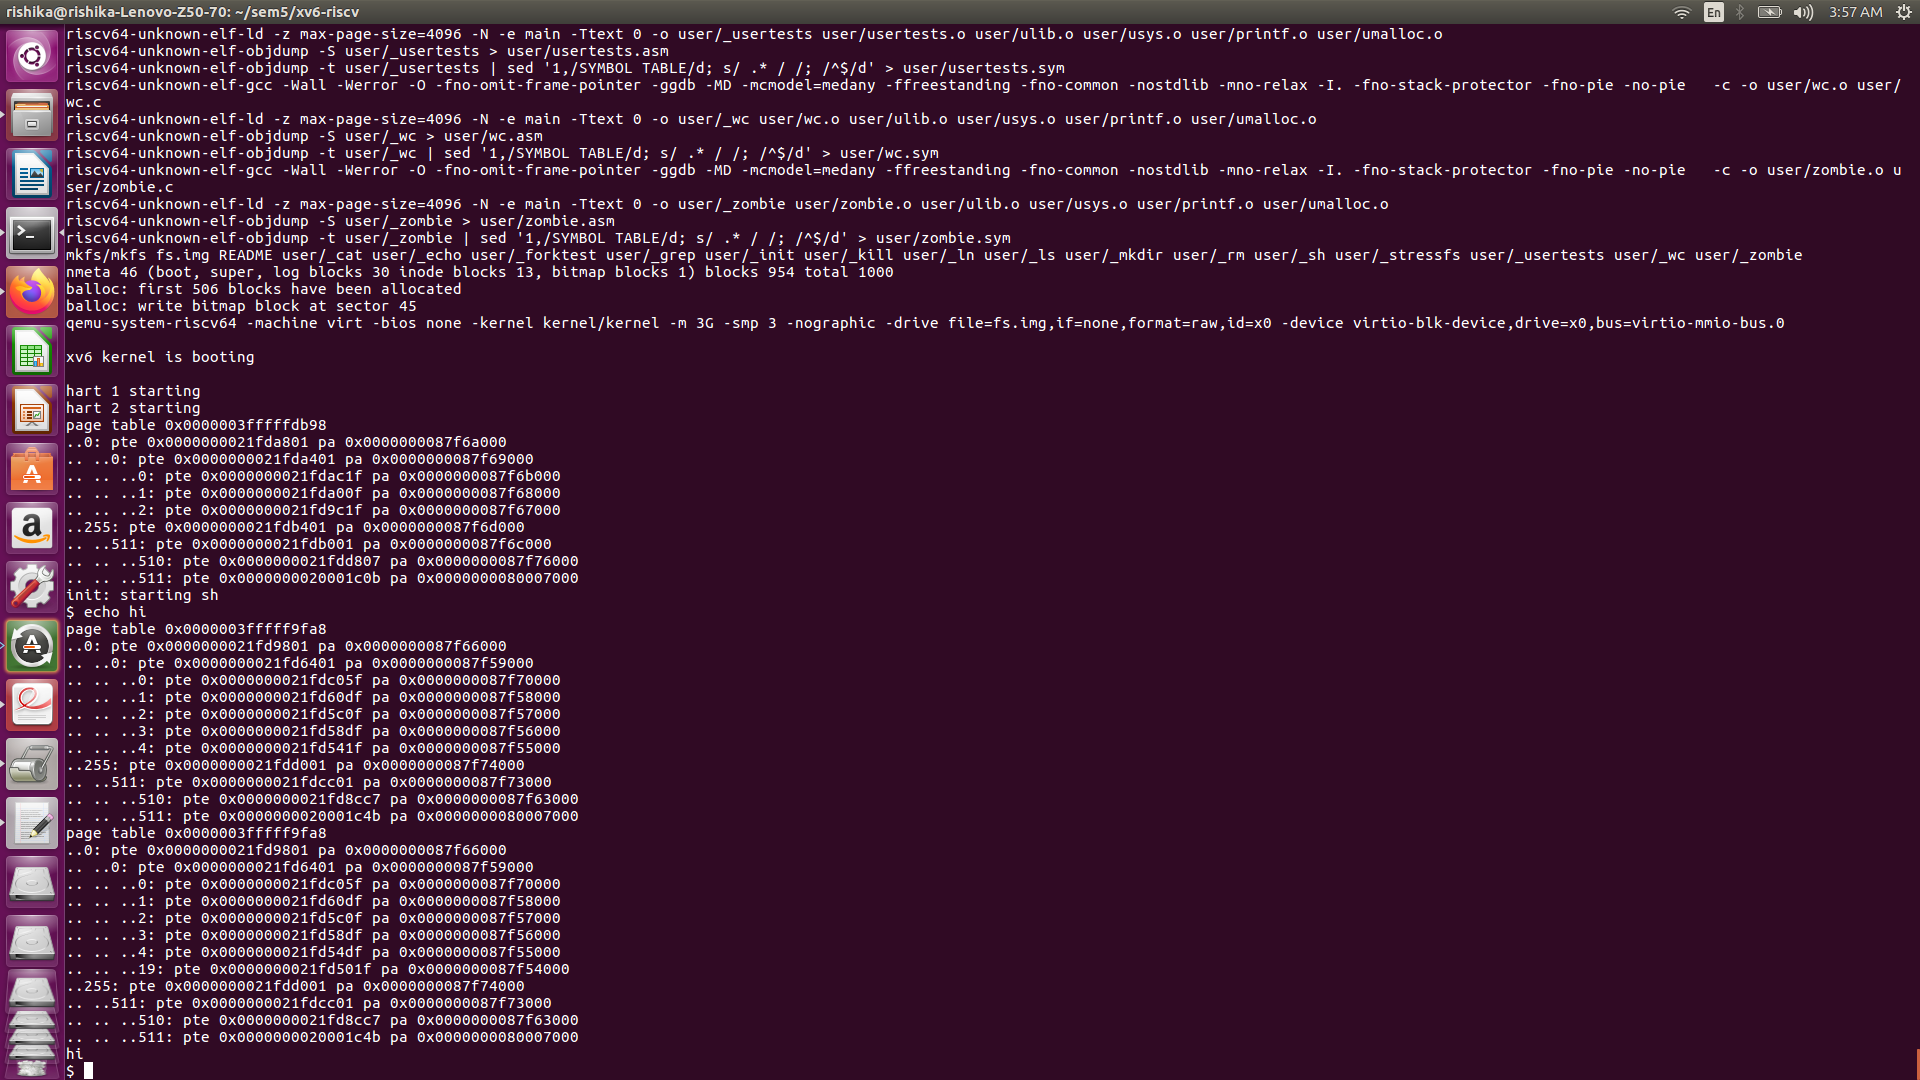 rishika@rishika-Lenovo-Z50-70: ~/sem5/xv6-riscv
En
3:57 AM
riscv64-unknown-elf-ld -z max-page-size=4096 -N -e main -Ttext 0 -o user/_usertests user/usertests.o user/ulib.o user/usys.o user/printf.o user/umalloc.o
riscv64-unknown-elf-objdump -S user/_usertests > user/usertests.asm
riscv64-unknown-elf-objdump -t user/_usertests | sed '1,/SYMBOL TABLE/d; s/ .* / /; /^$/d' > user/usertests.sym
riscv64-unknown-elf-gcc -Wall -Werror -O -fno-omit-frame-pointer -ggdb -MD -mcmodel=medany -ffreestanding -fno-common -nostdlib -mno-relax -I. -fno-stack-protector -fno-pie -no-pie   -c -o user/wc.o user/
wc.c
riscv64-unknown-elf-ld -z max-page-size=4096 -N -e main -Ttext 0 -o user/_wc user/wc.o user/ulib.o user/usys.o user/printf.o user/umalloc.o
riscv64-unknown-elf-objdump -S user/_wc > user/wc.asm
riscv64-unknown-elf-objdump -t user/_wc | sed '1,/SYMBOL TABLE/d; s/ .* / /; /^$/d' > user/wc.sym
riscv64-unknown-elf-gcc -Wall -Werror -O -fno-omit-frame-pointer -ggdb -MD -mcmodel=medany -ffreestanding -fno-common -nostdlib -mno-relax -I. -fno-stack-protector -fno-pie -no-pie   -c -o user/zombie.o u
ser/zombie.c
riscv64-unknown-elf-ld -z max-page-size=4096 -N -e main -Ttext 0 -o user/_zombie user/zombie.o user/ulib.o user/usys.o user/printf.o user/umalloc.o
riscv64-unknown-elf-objdump -S user/_zombie > user/zombie.asm
riscv64-unknown-elf-objdump -t user/_zombie | sed '1,/SYMBOL TABLE/d; s/ .* / /; /^$/d' > user/zombie.sym
mkfs/mkfs fs.img README user/_cat user/_echo user/_forktest user/_grep user/_init user/_kill user/_ln user/_ls user/_mkdir user/_rm user/_sh user/_stressfs user/_usertests user/_wc user/_zombie
nmeta 46 (boot, super, log blocks 30 inode blocks 13, bitmap blocks 1) blocks 954 total 1000
balloc: first 506 blocks have been allocated
balloc: write bitmap block at sector 45
qemu-system-riscv64 -machine virt -bios none -kernel kernel/kernel -m 3G -smp 3 -nographic -drive file=fs.img,if=none,format=raw,id=x0 -device virtio-blk-device,drive=x0,bus=virtio-mmio-bus.0
xv6 kernel is booting
hart 1 starting
hart 2 starting
page table 0x0000003fffffdb98
..0: pte 0x0000000021fda801 pa 0x0000000087f6a000
.. ..0: pte 0x0000000021fda401 pa 0x0000000087f69000
.. .. ..0: pte 0x0000000021fdac1f pa 0x0000000087f6b000
.. .. ..1: pte 0x0000000021fda00f pa 0x0000000087f68000
.. .. ..2: pte 0x0000000021fd9c1f pa 0x0000000087f67000
..255: pte 0x0000000021fdb401 pa 0x0000000087f6d000
.. ..511: pte 0x0000000021fdb001 pa 0x0000000087f6c000
.. .. ..510: pte 0x0000000021fdd807 pa 0x0000000087f76000
.. .. ..511: pte 0x0000000020001c0b pa 0x0000000080007000
init: starting sh
$ echo hi
page table 0x0000003fffff9fa8
..0: pte 0x0000000021fd9801 pa 0x0000000087f66000
.. ..0: pte 0x0000000021fd6401 pa 0x0000000087f59000
.. .. ..0: pte 0x0000000021fdc05f pa 0x0000000087f70000
.. .. ..1: pte 0x0000000021fd60df pa 0x0000000087f58000
.. .. ..2: pte 0x0000000021fd5c0f pa 0x0000000087f57000
.. .. ..3: pte 0x0000000021fd58df pa 0x0000000087f56000
.. .. ..4: pte 0x0000000021fd541f pa 0x0000000087f55000
..255: pte 0x0000000021fdd001 pa 0x0000000087f74000
.. ..511: pte 0x0000000021fdcc01 pa 0x0000000087f73000
.. .. ..510: pte 0x0000000021fd8cc7 pa 0x0000000087f63000
.. .. ..511: pte 0x0000000020001c4b pa 0x0000000080007000
page table 0x0000003fffff9fa8
..0: pte 0x0000000021fd9801 pa 0x0000000087f66000
.. ..0: pte 0x0000000021fd6401 pa 0x0000000087f59000
.. .. ..0: pte 0x0000000021fdc05f pa 0x0000000087f70000
.. .. ..1: pte 0x0000000021fd60df pa 0x0000000087f58000
.. .. ..2: pte 0x0000000021fd5c0f pa 0x0000000087f57000
.. .. ..3: pte 0x0000000021fd58df pa 0x0000000087f56000
.. .. ..4: pte 0x0000000021fd54df pa 0x0000000087f55000
.. .. ..19: pte 0x0000000021fd501f pa 0x0000000087f54000
..255: pte 0x0000000021fdd001 pa 0x0000000087f74000
.. ..511: pte 0x0000000021fdcc01 pa 0x0000000087f73000
.. .. ..510: pte 0x0000000021fd8cc7 pa 0x0000000087f63000
.. .. ..511: pte 0x0000000020001c4b pa 0x0000000080007000
hi
$